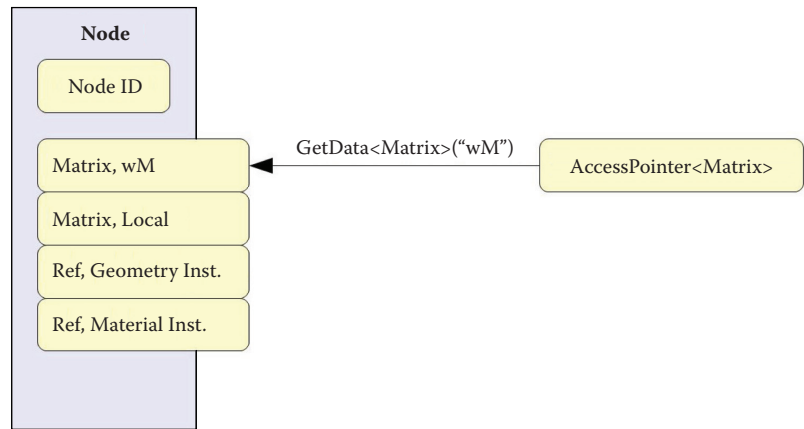 Node
Node ID
Matrix, wM
GetData<Matrix>(“wM”)
AccessPointer<Matrix>
Matrix, Local
Ref, Geometry Inst.
Ref, Material Inst.